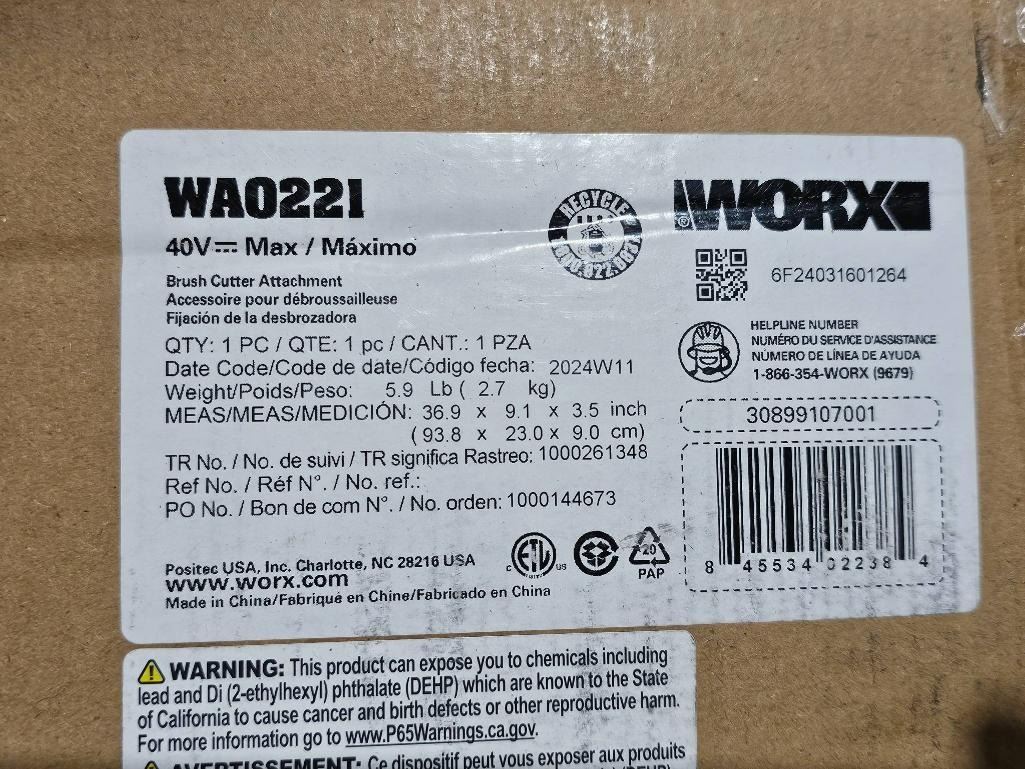 WA0221
40V⎓ Max / Máximo
Brush Cutter Attachment
Accessoire pour débroussailleuse
Fijación de la desbrozadora
QTY: 1 PC / QTE: 1 pc / CANT.: 1 PZA
Date Code/Code de date/Código fecha: 2024W11
Weight/Poids/Peso: 5.9 Lb ( 2.7 kg)
MEAS/MEAS/MEDICIÓN: 36.9 x 9.1 x 3.5 inch
( 93.8 x 23.0 x 9.0 cm)
TR No. / No. de suivi / TR significa Rastreo: 1000261348
Ref No. / Réf N°. / No. ref.:
PO No. / Bon de com N°. / No. orden: 1000144673
Positec USA, Inc. Charlotte, NC 28216 USA
www.worx.com
Made in China/Fabriqué en Chine/Fabricado en China
RECYCLE
WORX®
6F24031601264
HELPLINE NUMBER
NUMÉRO DU SERVICE D'ASSISTANCE
NÚMERO DE LÍNEA DE AYUDA
1-866-354-WORX (9679)
30899107001
8 45534 02238 4
C ETL US
20
PAP
WARNING: This product can expose you to chemicals including
lead and Di (2-ethylhexyl) phthalate (DEHP) which are known to the State
of California to cause cancer and birth defects or other reproductive harm.
For more information go to www.P65Warnings.ca.gov.
AVERTISSEMENT: Ce dispositif peut vous exposer aux produits
(DEHP)